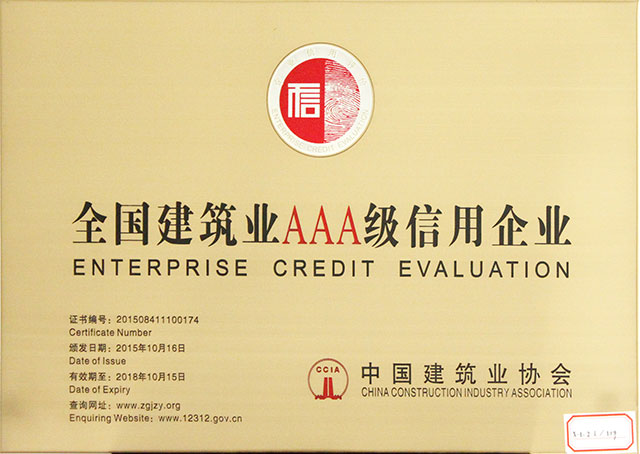 信
ENTERPRISE CREDIT EVALUATION
全国建筑业AAA级信用企业
ENTERPRISE CREDIT EVALUATION
证书编号：201508411100174
Certificate Number
颁发日期：2015年10月16日
Date of Issue
有效期至：2018年10月15日
Date of Expiry
查询网址：www.zgjzy.org
Enquiring Website：www.12312.gov.cn
CCIA
中国建筑业协会
CHINA CONSTRUCTION INDUSTRY ASSOCIATION